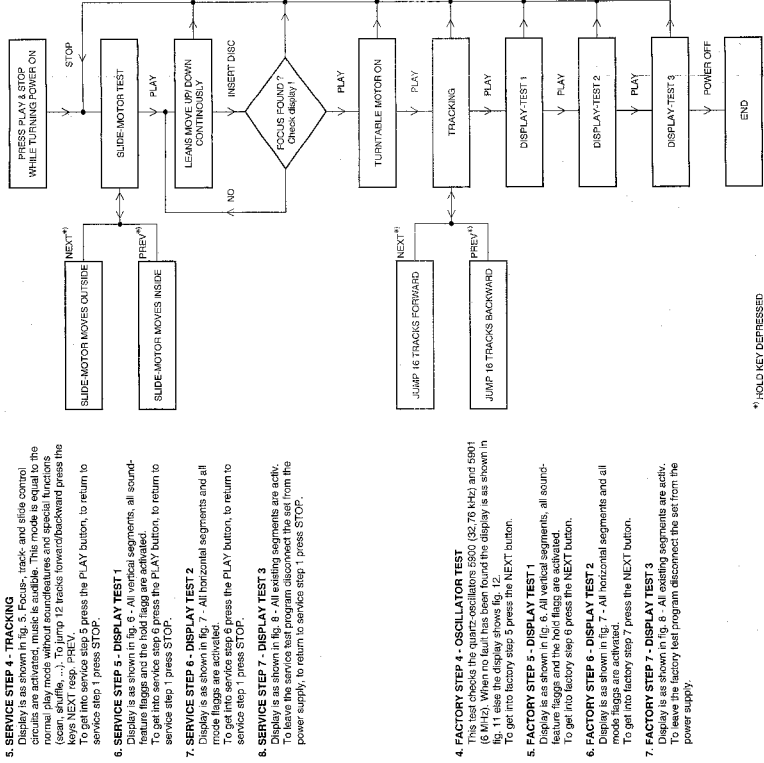 5. SERVICE STEP 4 - TRACKING
Display is as shown in fig. 5. Focus-, track- and slide control
circuits are activated, music is audible. This mode is equal to the
normal play mode without soundfeatures and special functions
(scan, shuffle, ...). To jump 12 tracks forward/backward press the
keys NEXT resp. PREV.
To get into service step 5 press the PLAY button, to return to
service step 1 press STOP.
6. SERVICE STEP 5 - DISPLAY TEST 1
Display is as shown in fig. 6 - All vertical segments, all sound-
feature flaggs and the hold flagg are activated.
To get into service step 6 press the PLAY button, to return to
service step 1 press STOP.
7. SERVICE STEP 6 - DISPLAY TEST 2
Display is as shown in fig. 7 - All horizontal segments and all
mode flaggs are activated.
To get into service step 6 press the PLAY button, to return to
service step 1 press STOP.
8. SERVICE STEP 7 - DISPLAY TEST 3
Display is as shown in fig. 8 - All existing segments are activ.
To leave the service test program disconnect the set from the
power supply, to return to service step 1 press STOP.
4. FACTORY STEP 4 - OSCILLATOR TEST
This test checks the quartz-oscillators 5900 (32,76 kHz) and 5901
(6 MHz). When no fault has been found the display is as shown in
fig. 11 else the display shows fig. 12.
To get into factory step 5 press the NEXT button.
5. FACTORY STEP 5 - DISPLAY TEST 1
Display is as shown in fig. 6. All vertical segments, all sound-
feature flaggs and the hold flagg are activated.
To get into factory step 6 press the NEXT button.
6. FACTORY STEP 6 - DISPLAY TEST 2
Display is as shown in fig. 7 - All horizontal segments and all
mode flaggs are activated.
To get into factory step 7 press the NEXT button.
7. FACTORY STEP 7 - DISPLAY TEST 3
Display is as shown in fig. 8 - All existing segments are activ.
To leave the factory test program disconnect the set from the
power supply.
PRESS PLAY & STOP
WHILE TURNING POWER ON
STOP
SLIDE-MOTOR TEST
NEXT*)
SLIDE-MOTOR MOVES OUTSIDE
PREV*)
SLIDE-MOTOR MOVES INSIDE
PLAY
LEANS MOVE UP/ DOWN
CONTINOUSLY
INSERT DISC
FOCUS FOUND ?
Check display !
NO
PLAY
TURNTABLE MOTOR ON
PLAY
TRACKING
NEXT*)
JUMP 16 TRACKS FORWARD
PREV*)
JUMP 16 TRACKS BACKWARD
PLAY
DISPLAY-TEST 1
PLAY
DISPLAY-TEST 2
PLAY
DISPLAY-TEST 3
POWER OFF
END
*) HOLD KEY DEPRESSED